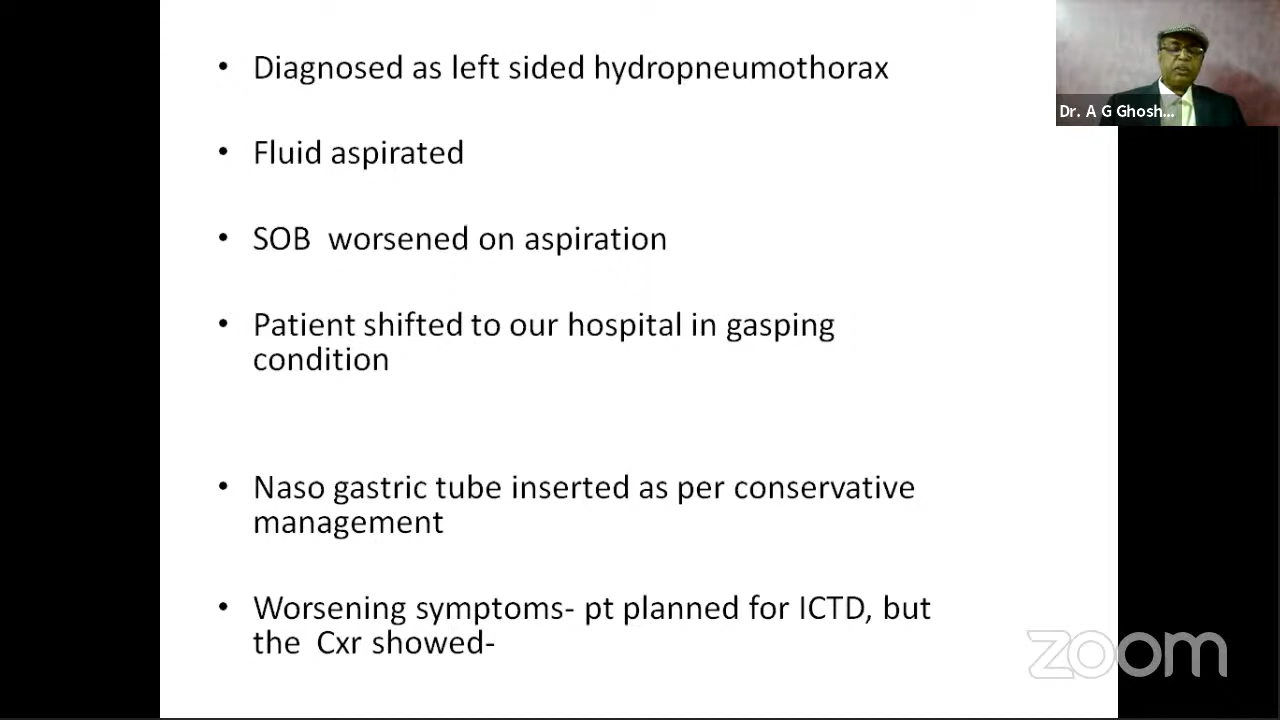 • Diagnosed as left sided hydropneumothorax
• Fluid aspirated
• SOB  worsened on aspiration
• Patient shifted to our hospital in gasping
condition
• Naso gastric tube inserted as per conservative
management
• Worsening symptoms- pt planned for ICTD, but
the  Cxr showed-
Dr. A G Ghosh...
zoom